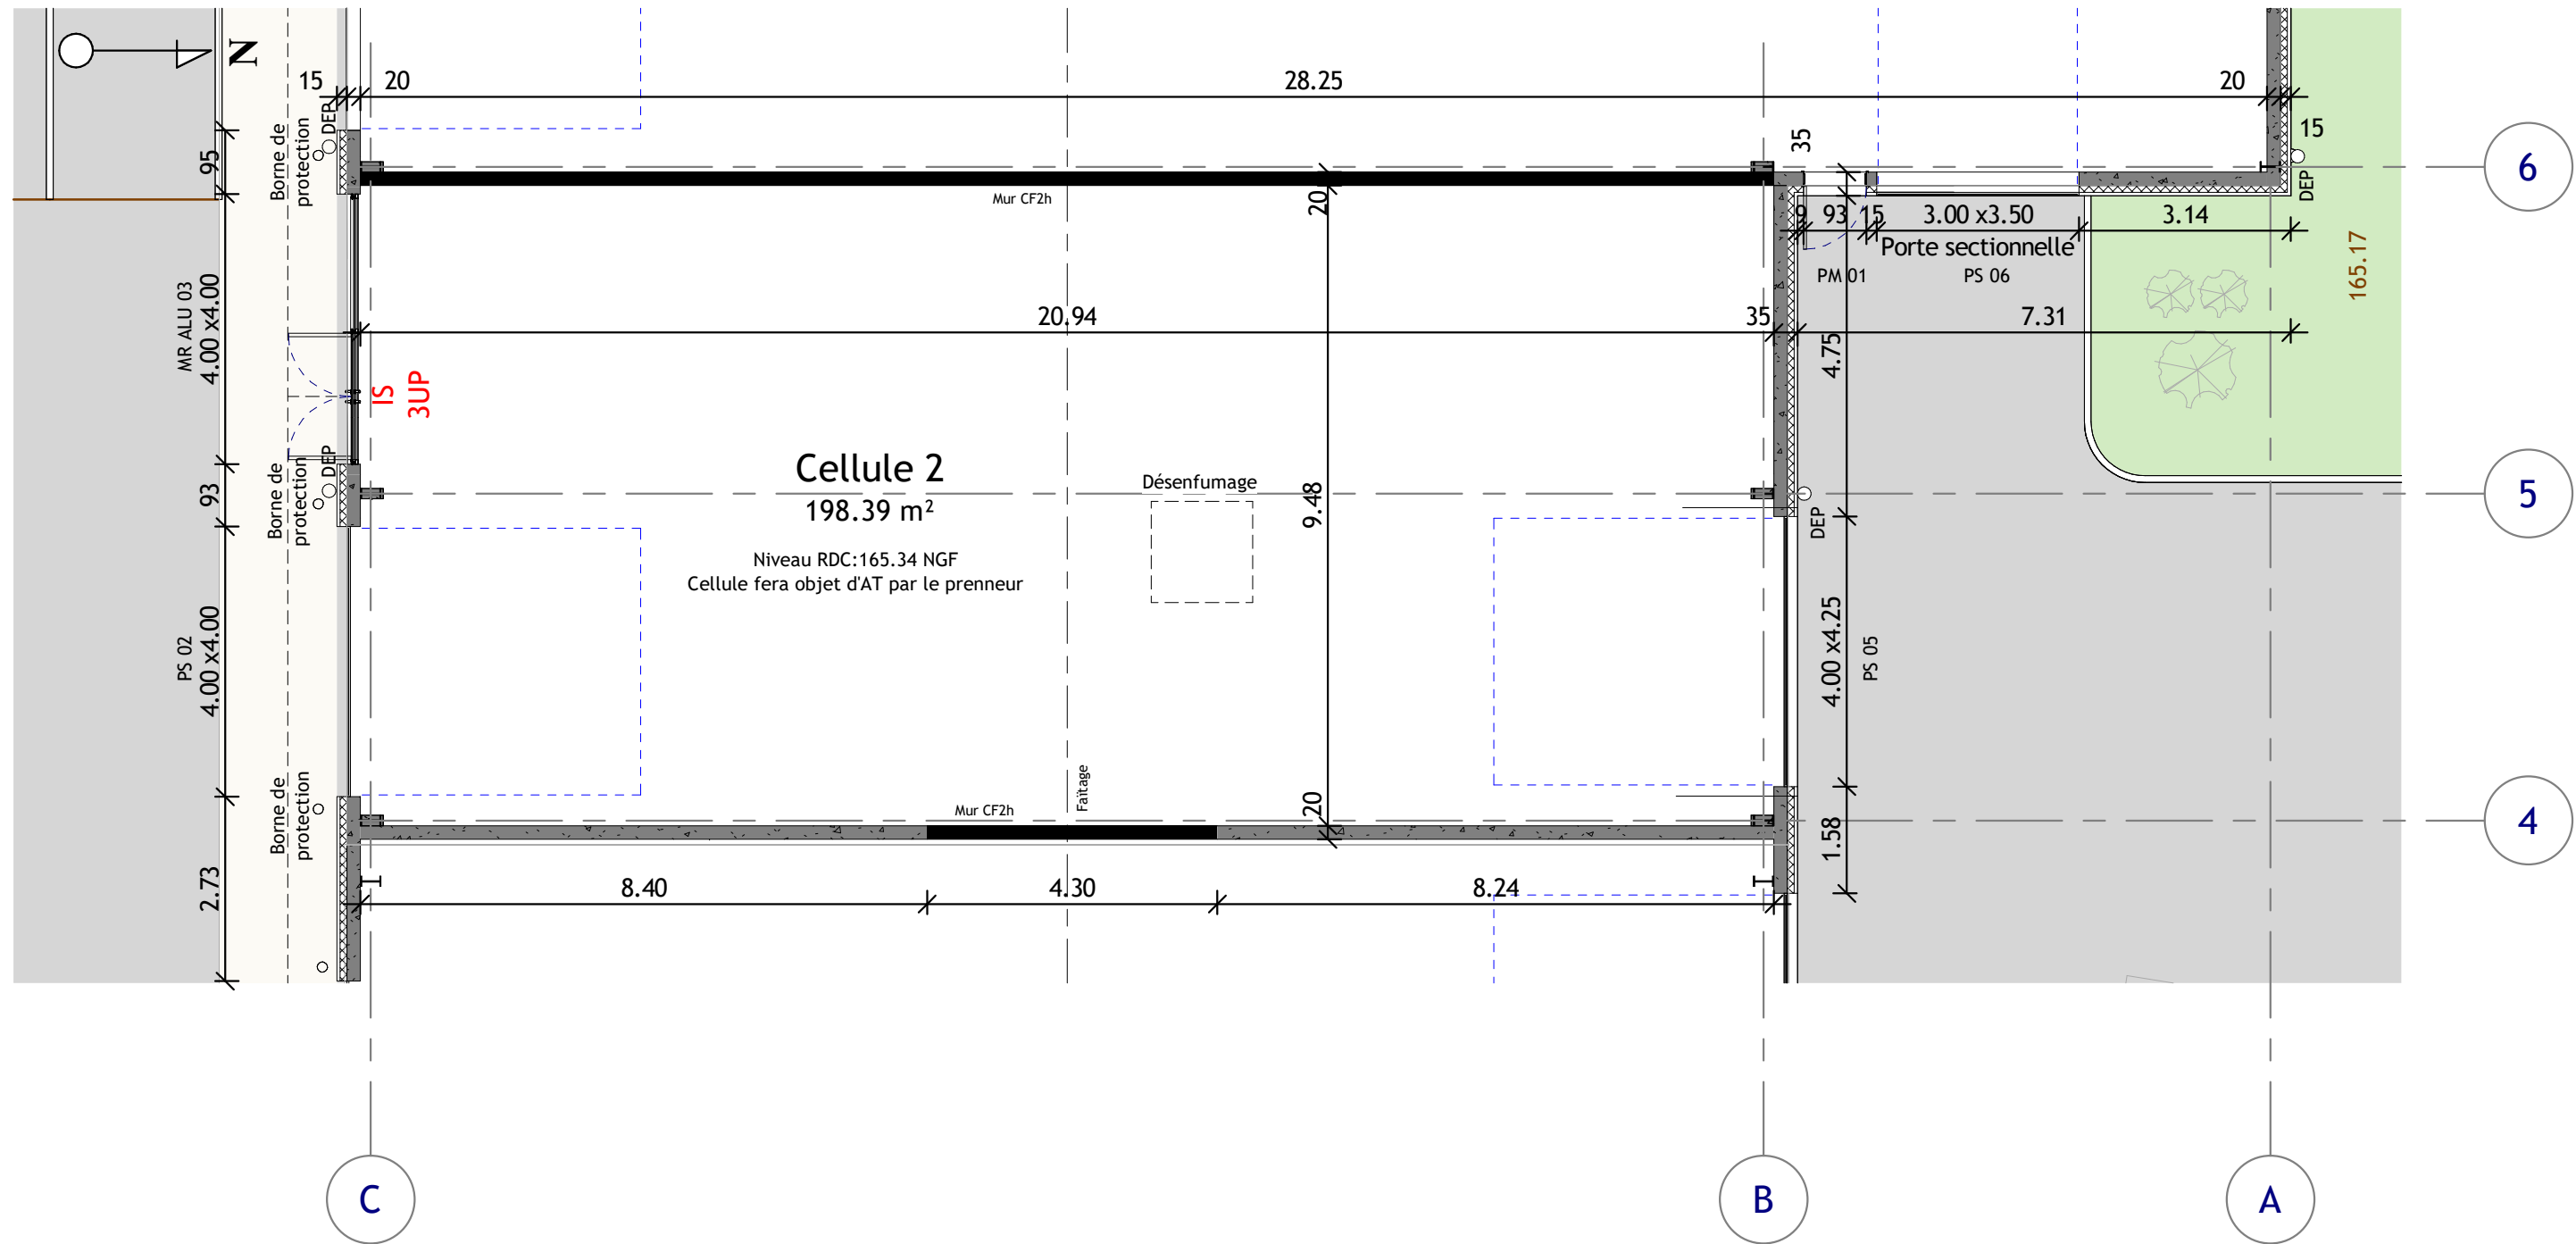 N
15
20
28.25
20
15
DEP
Borne de
protection
95
35
6
Mur CF2h
20
DEP
9
93
15
3.00 x3.50
3.14
Porte sectionnelle
PM 01
PS 06
165.17
MR ALU 03
4.00 x4.00
20.94
35
7.31
4.75
IS
3UP
DEP
Borne de
protection
93
Cellule 2
198.39 m²
Désenfumage
9.48
5
DEP
Niveau RDC:165.34 NGF
Cellule fera objet d'AT par le prenneur
PS 02
4.00 x4.00
4.00 x4.25
PS 05
Borne de
protection
Faîtage
Mur CF2h
20
4
1.58
2.73
8.40
4.30
8.24
C
B
A